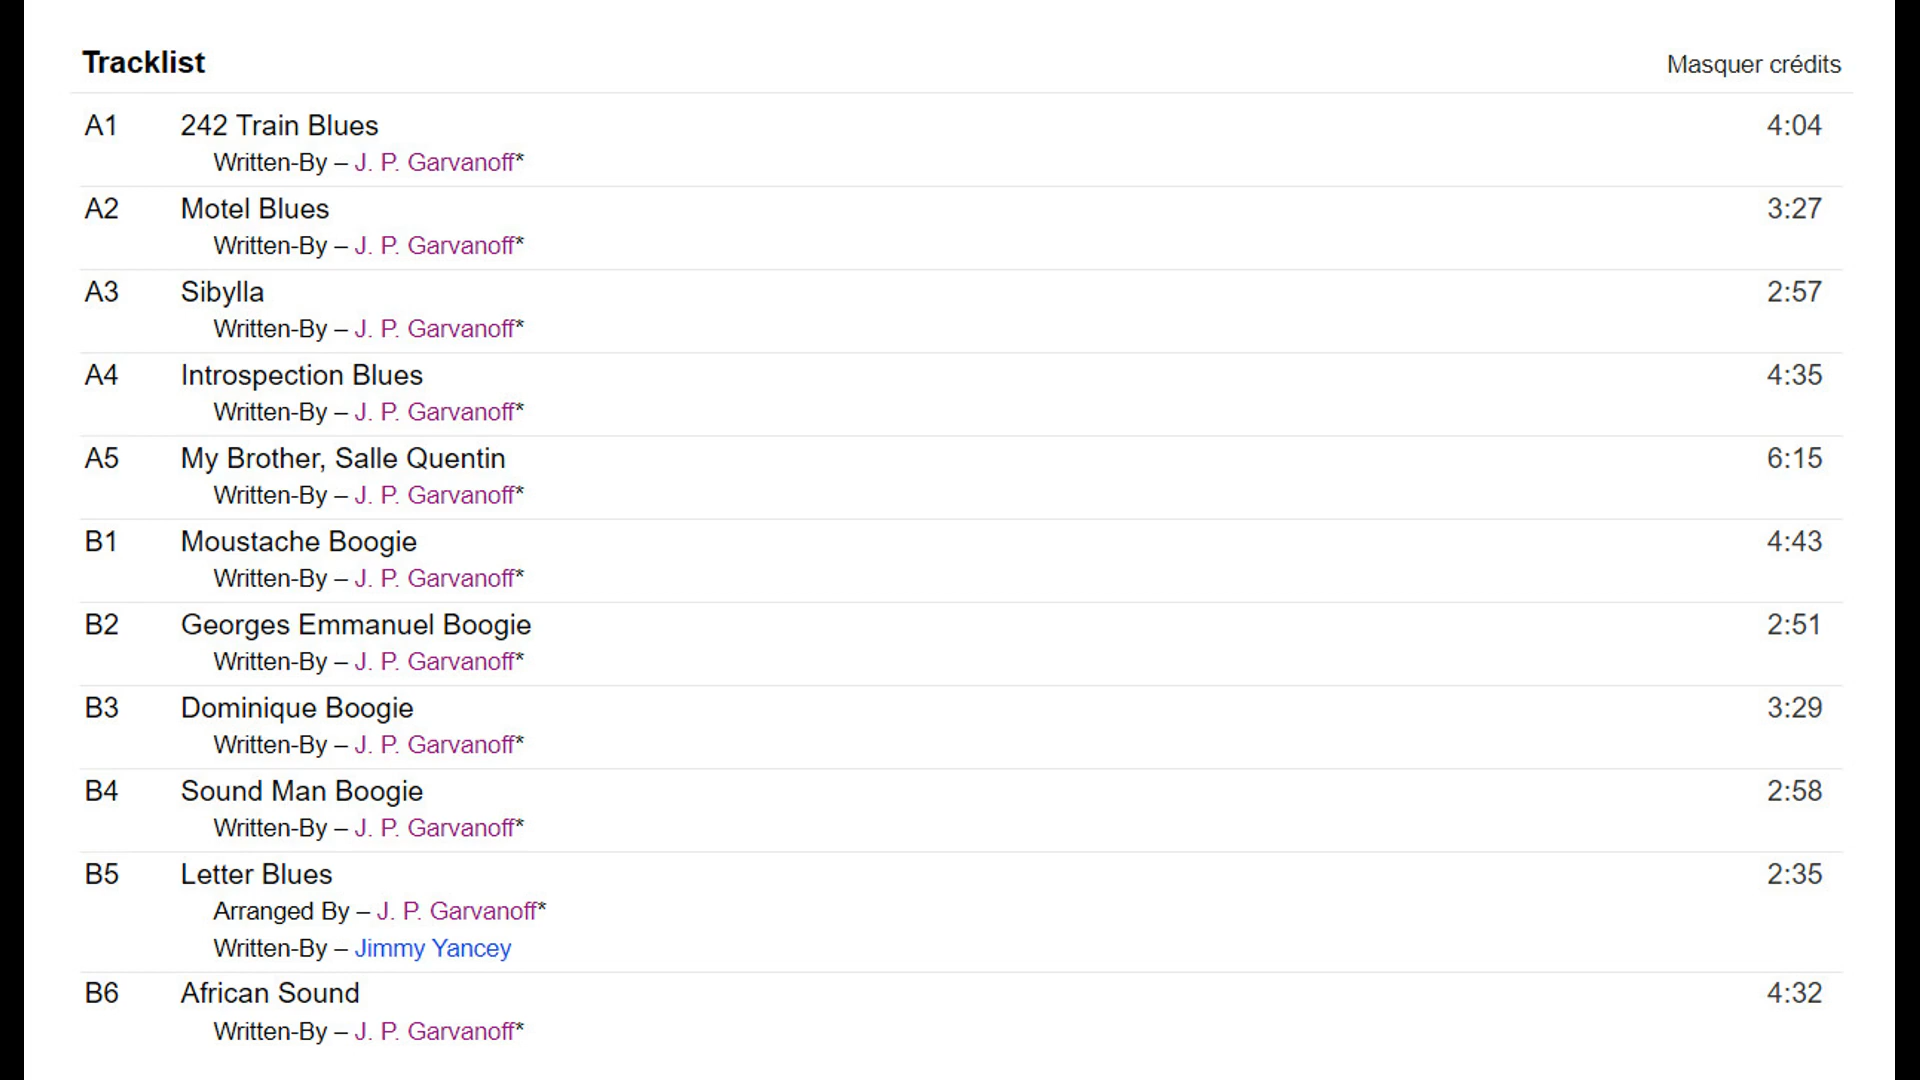 Tracklist Masquer crédits
A1 242 Train Blues 4:04
Written-By – J. P. Garvanoff*
A2 Motel Blues 3:27
Written-By – J. P. Garvanoff*
A3 Sibylla 2:57
Written-By – J. P. Garvanoff*
A4 Introspection Blues 4:35
Written-By – J. P. Garvanoff*
A5 My Brother, Salle Quentin 6:15
Written-By – J. P. Garvanoff*
B1 Moustache Boogie 4:43
Written-By – J. P. Garvanoff*
B2 Georges Emmanuel Boogie 2:51
Written-By – J. P. Garvanoff*
B3 Dominique Boogie 3:29
Written-By – J. P. Garvanoff*
B4 Sound Man Boogie 2:58
Written-By – J. P. Garvanoff*
B5 Letter Blues 2:35
Arranged By – J. P. Garvanoff*
Written-By – Jimmy Yancey
B6 African Sound 4:32
Written-By – J. P. Garvanoff*